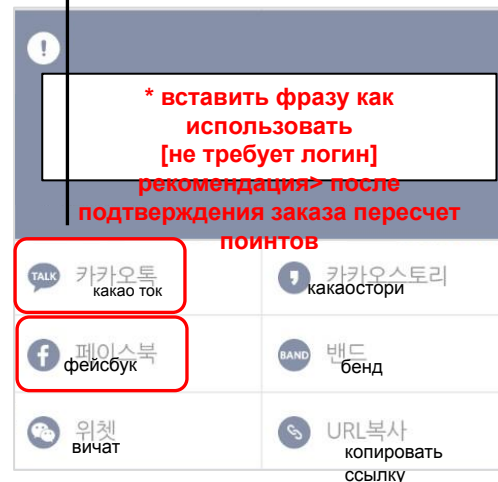 !
* вставить фразу как
использовать
[не требует логин]
рекомендация> после
подтверждения заказа пересчет
поинтов
TALK 카카오톡
какао ток
카카오스토리
какаостори
f 페이스북
фейсбук
BAND 밴드
бенд
위쳇
вичат
URL복사
копировать
ссылку